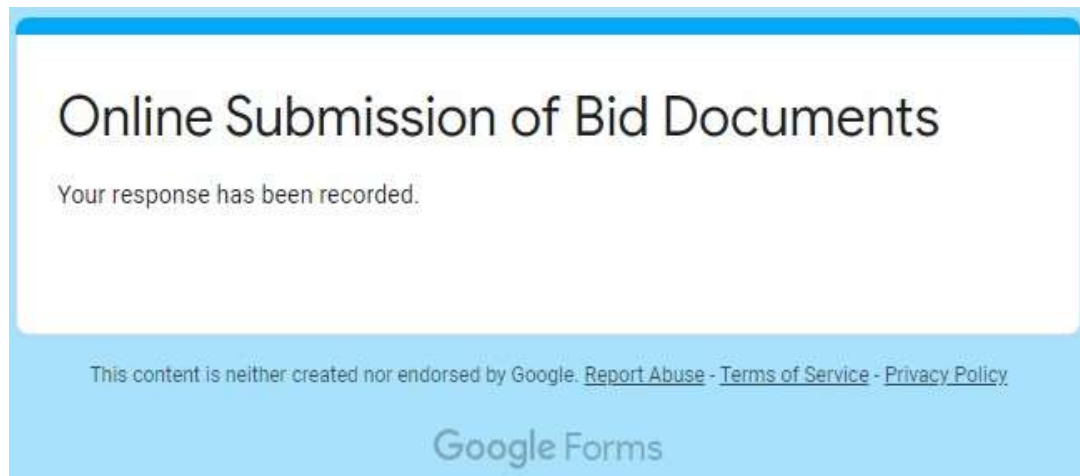 Online Submission of Bid Documents
Your response has been recorded.
This content is neither created nor endorsed by Google. Report Abuse - Terms of Service - Privacy Policy
Google Forms